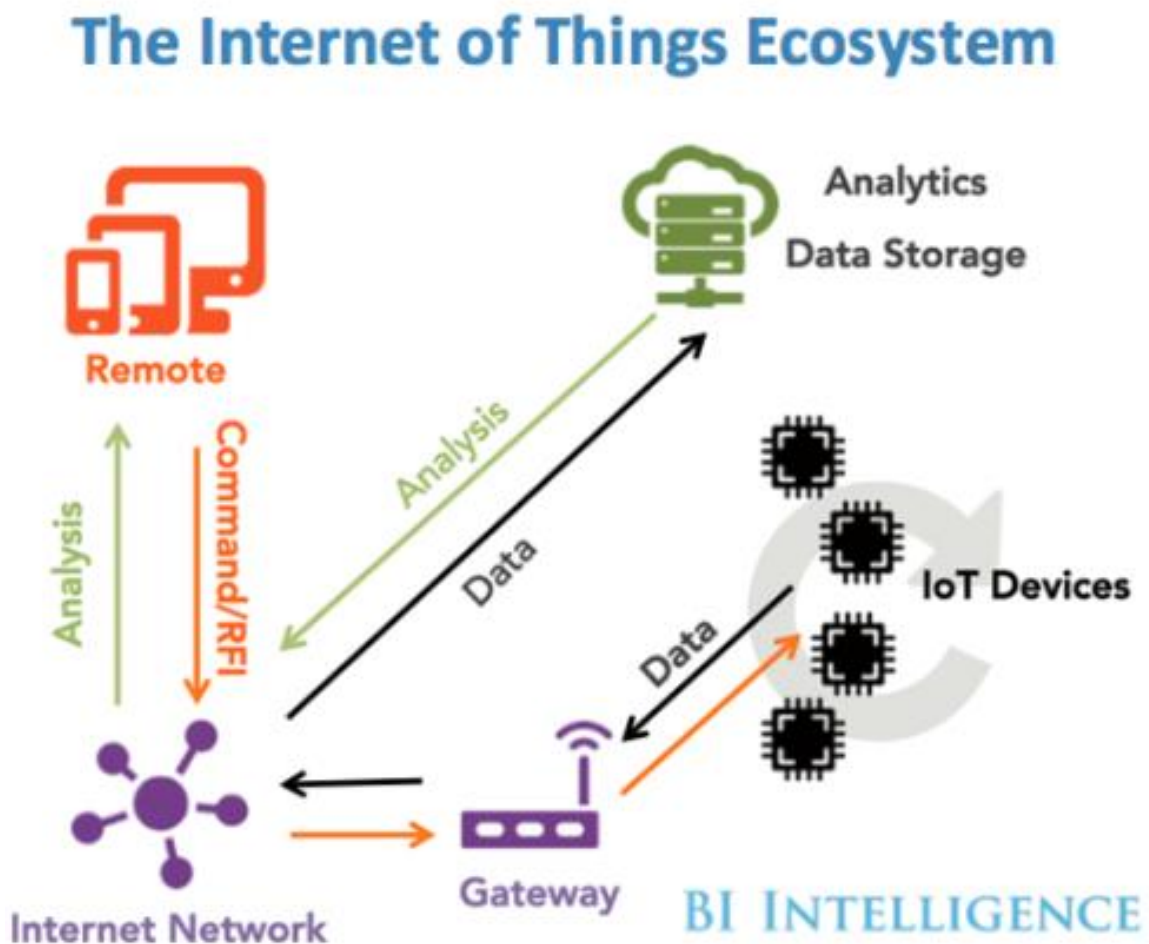 The Internet of Things Ecosystem
Analytics
Data Storage
Remote
Analysis
Command/RFI
Analysis
Data
IoT Devices
Data
Gateway
Internet Network
BI INTELLIGENCE